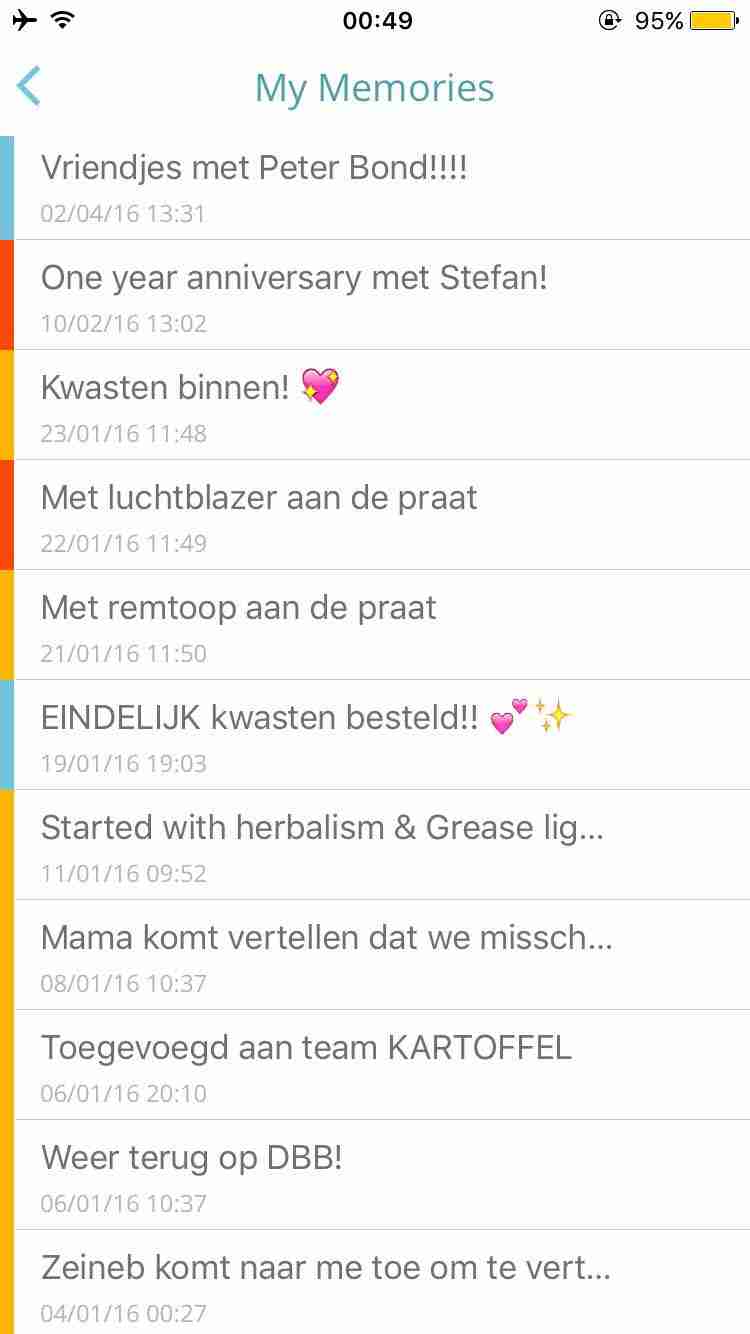 00:49
95%
My Memories
Vriendjes met Peter Bond!!!!
02/04/16 13:31
One year anniversary met Stefan!
10/02/16 13:02
Kwasten binnen! 💖
23/01/16 11:48
Met luchtblazer aan de praat
22/01/16 11:49
Met remtoop aan de praat
21/01/16 11:50
EINDELIJK kwasten besteld!! 💕✨
19/01/16 19:03
Started with herbalism & Grease lig...
11/01/16 09:52
Mama komt vertellen dat we missch...
08/01/16 10:37
Toegevoegd aan team KARTOFFEL
06/01/16 20:10
Weer terug op DBB!
06/01/16 10:37
Zeineb komt naar me toe om te vert...
04/01/16 00:27